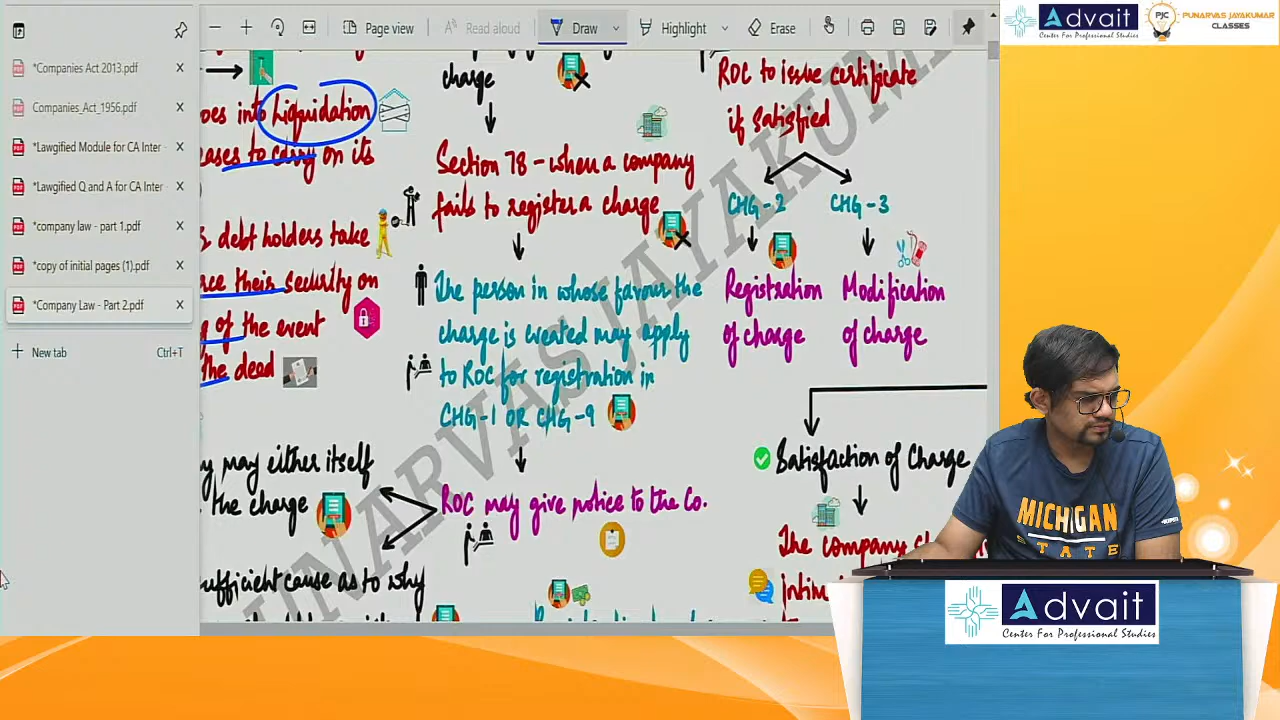 Page view
Read aloud
Draw
Highlight
Erase
*Companies Act 2013.pdf
Companies_Act_1956.pdf
*Lawgified Module for CA Inter -
*Lawgified Q and A for CA Inter -
*company law - part 1.pdf
*copy of initial pages (1).pdf
*Company Law - Part 2.pdf
New tab
Ctrl+T
oes into Liquidation
eases to carry on its
debt holders take
rce their security on
g of the event
the deed
y may either itself
the charge
sufficient cause as to why
charge
Section 78 - when a company
fails to register a charge
The person in whose favour the
charge is created may apply
to ROC for registration in
CHG-1 OR CHG-9
ROC may give notice to the Co.
ROC to issue certificate
if satisfied
CHG-2
CHG-3
Registration
of charge
Modification
of charge
Satisfaction of Charge
The company
Intim
PUNARVAS JAYAKUM
Advait
Center For Professional Studies
PJC
PUNARVAS JAYAKUMAR
CLASSES
MICHIGAN
STATE
Advait
Center For Professional Studies